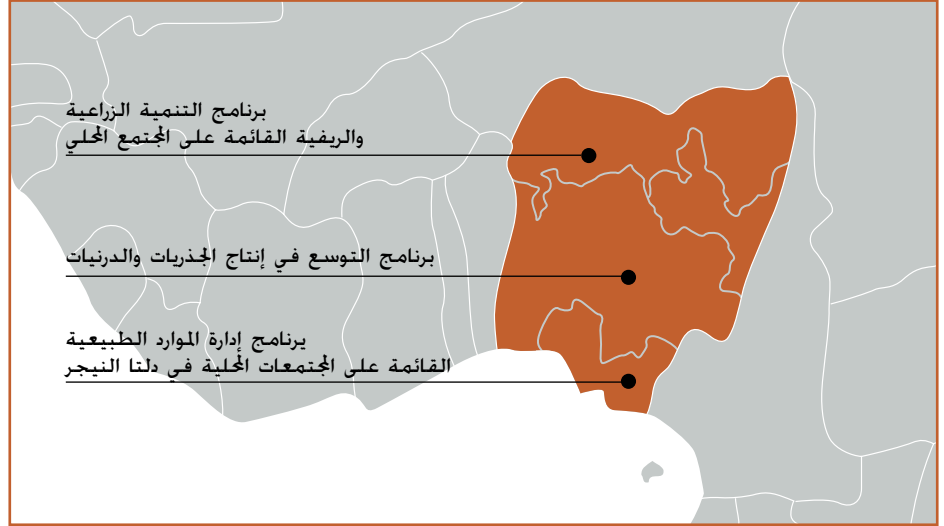 برنامج التنمية الزراعية
والريفية القائمة على المجتمع المحلي
برنامج التوسع في إنتاج الجذريات والدرنيات
يرنامج إدارة الموارد الطبيعية
القائمة على المجتمعات المحلية في دلتا النيجر